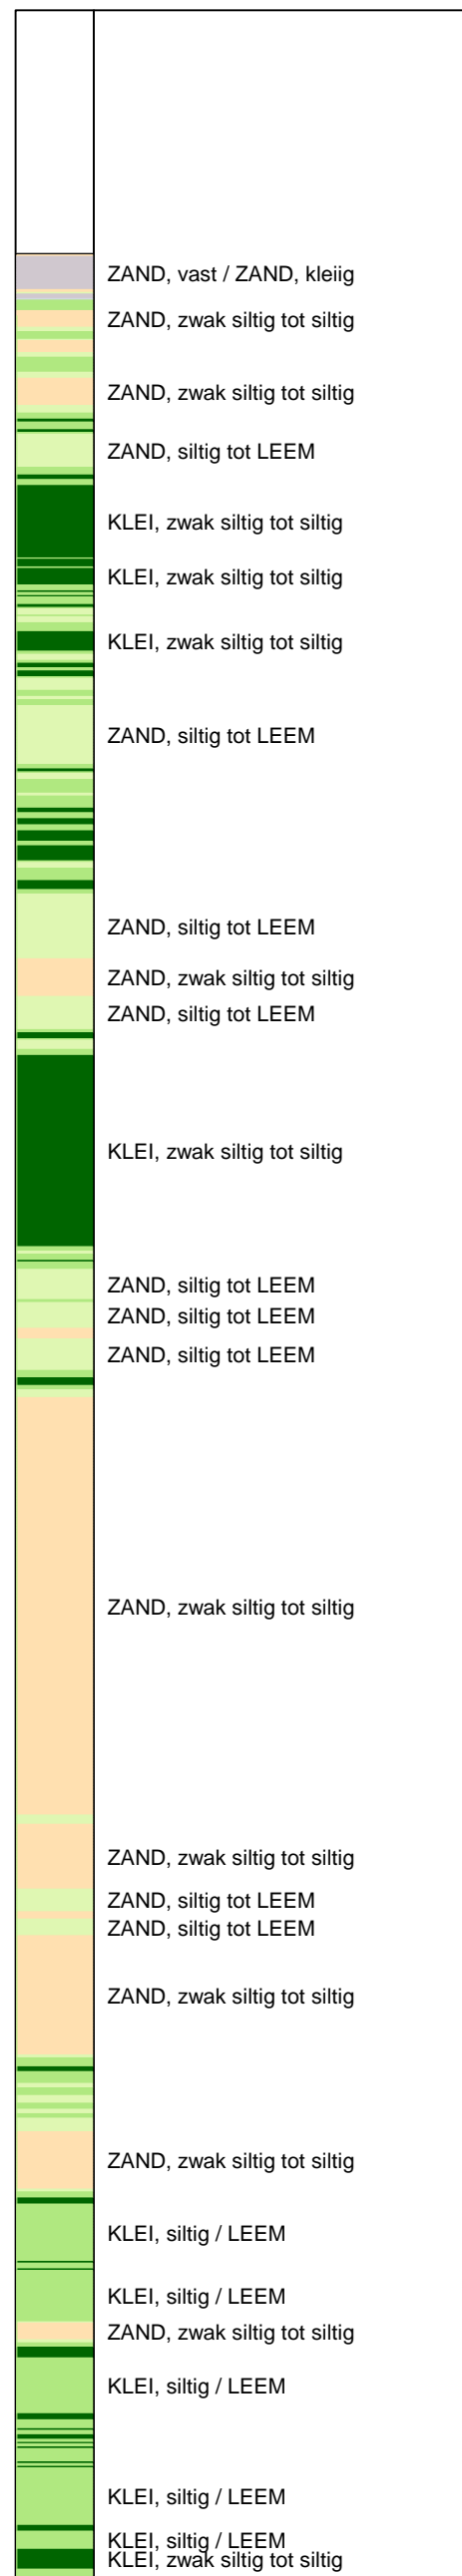 ZAND, vast / ZAND, kleiig
ZAND, zwak siltig tot siltig
ZAND, zwak siltig tot siltig
ZAND, siltig tot LEEM
KLEI, zwak siltig tot siltig
KLEI, zwak siltig tot siltig
KLEI, zwak siltig tot siltig
ZAND, siltig tot LEEM
ZAND, siltig tot LEEM
ZAND, zwak siltig tot siltig
ZAND, siltig tot LEEM
KLEI, zwak siltig tot siltig
ZAND, siltig tot LEEM
ZAND, siltig tot LEEM
ZAND, siltig tot LEEM
ZAND, zwak siltig tot siltig
ZAND, zwak siltig tot siltig
ZAND, siltig tot LEEM
ZAND, siltig tot LEEM
ZAND, zwak siltig tot siltig
ZAND, zwak siltig tot siltig
KLEI, siltig / LEEM
KLEI, siltig / LEEM
ZAND, zwak siltig tot siltig
KLEI, siltig / LEEM
KLEI, siltig / LEEM
KLEI, siltig / LEEM
KLEI, zwak siltig tot siltig